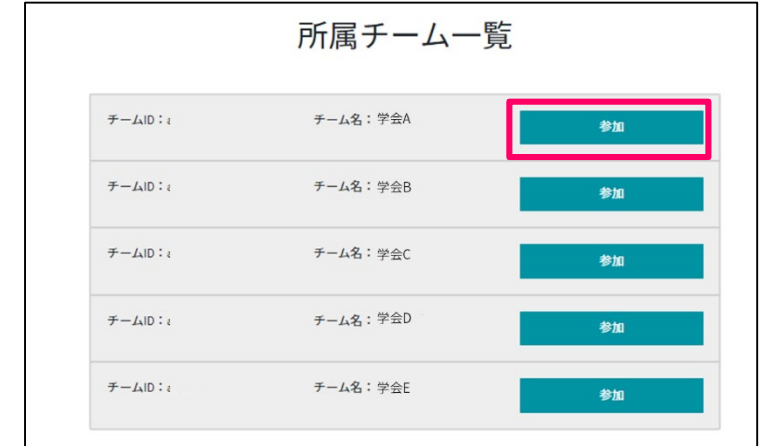 所属チーム一覧
チームID： チーム名：学会A 参加
チームID： チーム名：学会B 参加
チームID： チーム名：学会C 参加
チームID： チーム名：学会D 参加
チームID： チーム名：学会E 参加